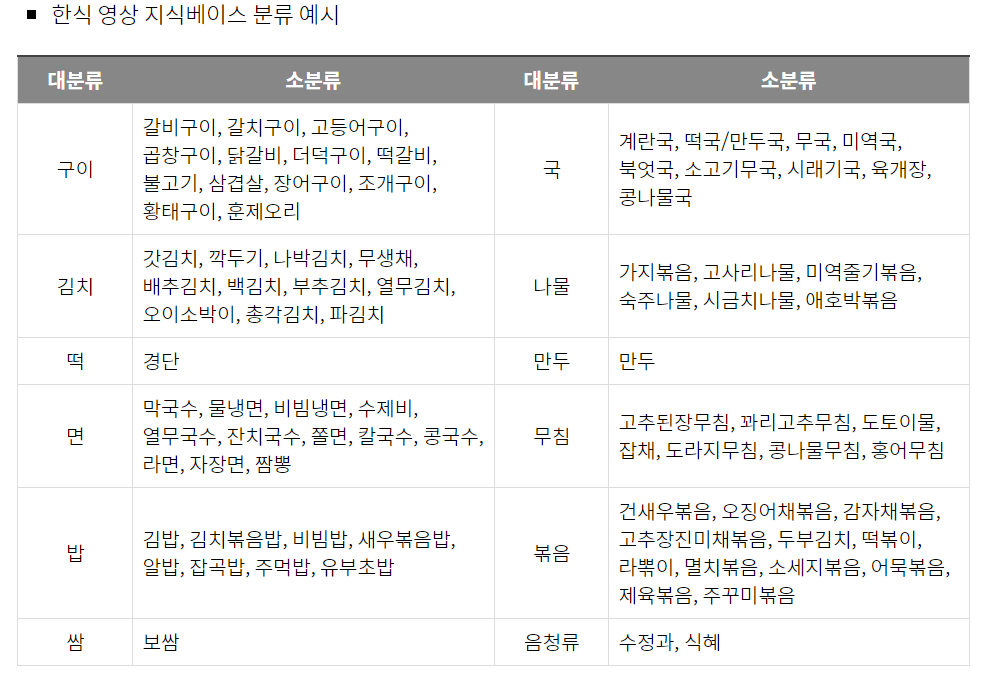 ▪ 한식 영상 지식베이스 분류 예시
대분류 소분류 대분류 소분류
구이
갈비구이, 갈치구이, 고등어구이,
곱창구이, 닭갈비, 더덕구이, 떡갈비,
불고기, 삼겹살, 장어구이, 조개구이,
황태구이, 훈제오리
국
계란국, 떡국/만두국, 무국, 미역국,
북엇국, 소고기무국, 시래기국, 육개장,
콩나물국
김치
갓김치, 깍두기, 나박김치, 무생채,
배추김치, 백김치, 부추김치, 열무김치,
오이소박이, 총각김치, 파김치
나물
가지볶음, 고사리나물, 미역줄기볶음,
숙주나물, 시금치나물, 애호박볶음
떡
경단
만두
만두
면
막국수, 물냉면, 비빔냉면, 수제비,
열무국수, 잔치국수, 쫄면, 칼국수, 콩국수,
라면, 자장면, 짬뽕
무침
고추된장무침, 꽈리고추무침, 도토이물,
잡채, 도라지무침, 콩나물무침, 홍어무침
밥
김밥, 김치볶음밥, 비빔밥, 새우볶음밥,
알밥, 잡곡밥, 주먹밥, 유부초밥
볶음
건새우볶음, 오징어채볶음, 감자채볶음,
고추장진미채볶음, 두부김치, 떡볶이,
라볶이, 멸치볶음, 소세지볶음, 어묵볶음,
제육볶음, 주꾸미볶음
쌈
보쌈
음청류
수정과, 식혜